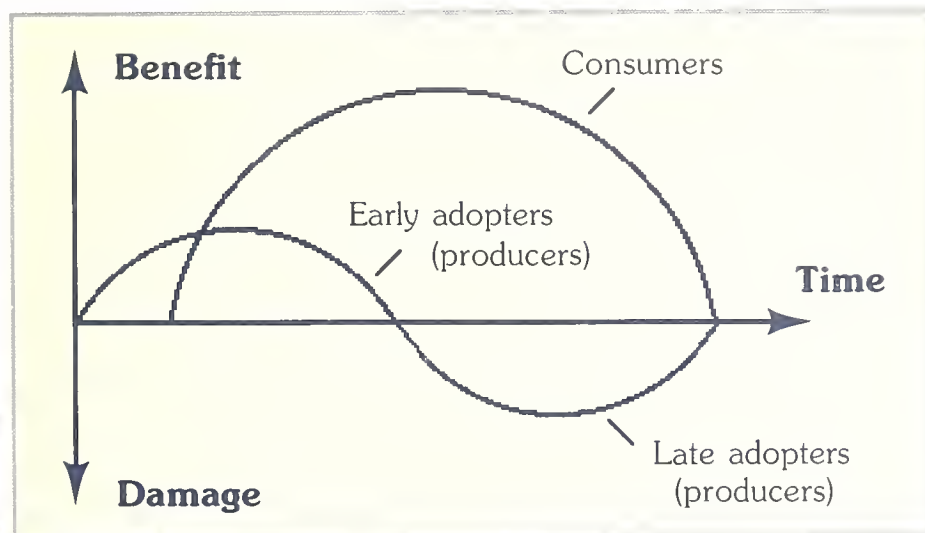 Benefit
Consumers
Early adopters
(producers)
Time
Late adopters
(producers)
Damage